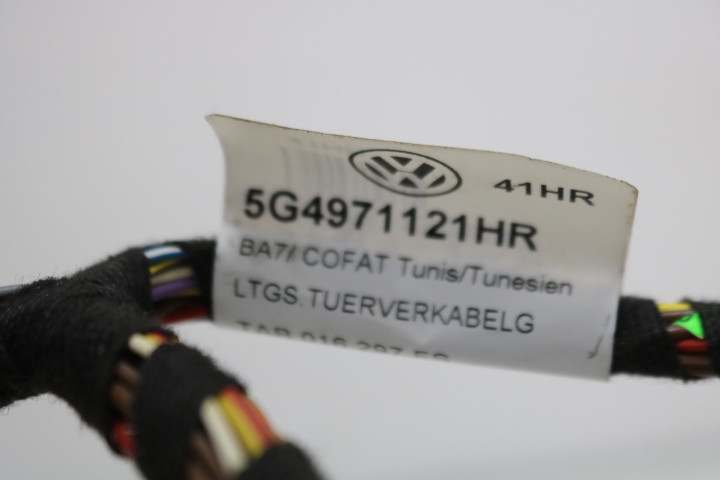 41HR
5G4971121HR
BA7/ COFAT Tunis/Tunesien
LTGS.TUERVERKABELG